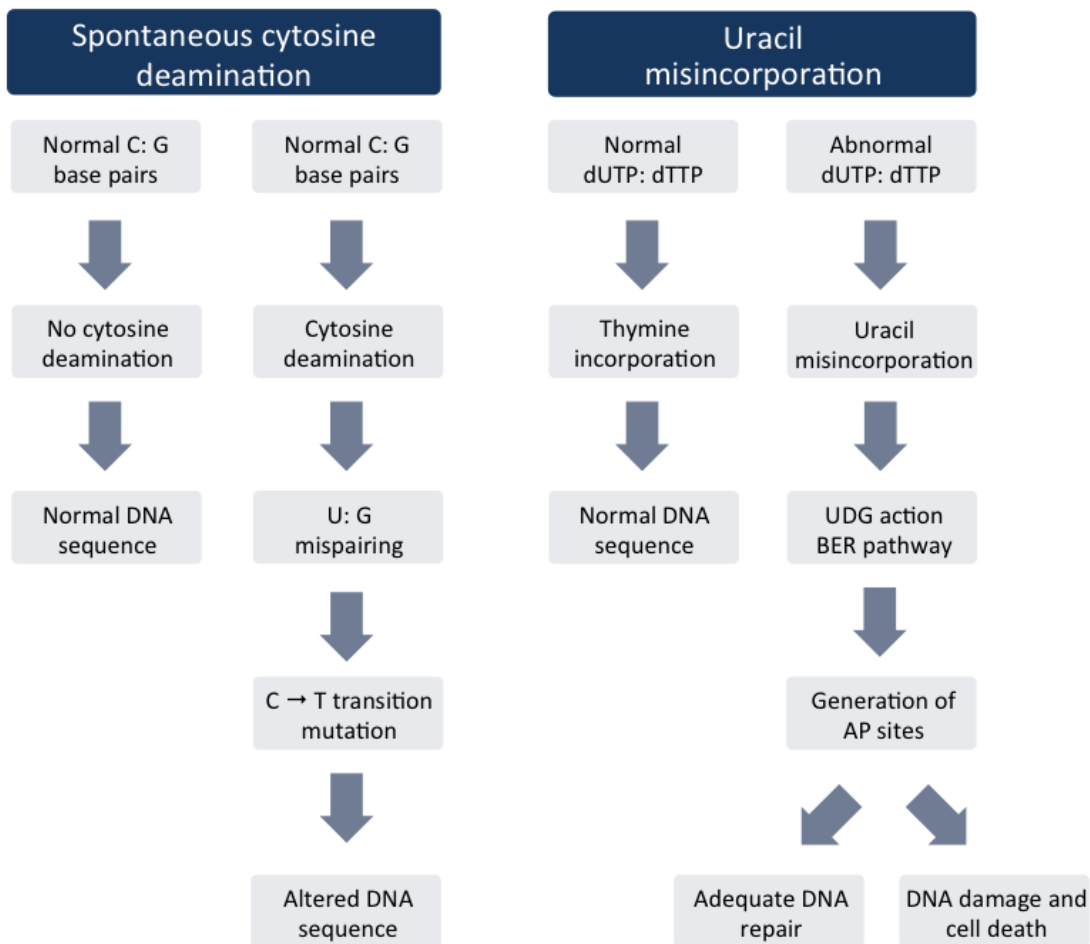 Spontaneous cytosine
deamination
Uracil
misincorporation
Normal C: G
base pairs
Normal C: G
base pairs
Normal
dUTP: dTTP
Abnormal
dUTP: dTTP
No cytosine
deamination
Cytosine
deamination
Thymine
incorporation
Uracil
misincorporation
Normal DNA
sequence
U: G
mispairing
Normal DNA
sequence
UDG action
BER pathway
C → T transition
mutation
Generation of
AP sites
Altered DNA
sequence
Adequate DNA
repair
DNA damage and
cell death